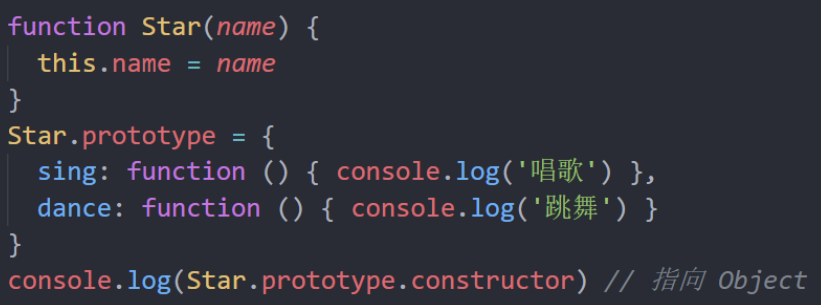 function Star(name) {
  this.name = name
}
Star.prototype = {
  sing: function () { console.log('唱歌') },
  dance: function () { console.log('跳舞') }
}
console.log(Star.prototype.constructor) // 指向 Object